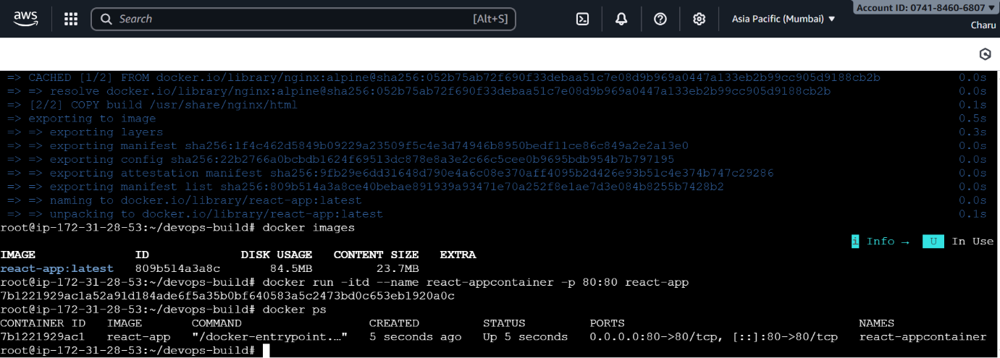 aws
Search [Alt+S]
Asia Pacific (Mumbai) ▼
Account ID: 0741-8460-6807 ▼
Charu
=> CACHED [1/2] FROM docker.io/library/nginx:alpine@sha256:052b75ab72f690f33debaa51c7e08d9b969a0447a133eb2b99cc905d9188cb2b 0.0s
=> => resolve docker.io/library/nginx:alpine@sha256:052b75ab72f690f33debaa51c7e08d9b969a0447a133eb2b99cc905d9188cb2b 0.0s
=> [2/2] COPY build /usr/share/nginx/html 0.1s
=> exporting to image 0.5s
=> => exporting layers 0.3s
=> => exporting manifest sha256:1f4c462d5849b09229a23509f5c4e3d74946b8950bedf11ce86c849a2e2a13e0 0.0s
=> => exporting config sha256:22b2766a0bcbdb1624f69513dc878e8a3e2c66c5cee0b9695bdb954b7b797195 0.0s
=> => exporting attestation manifest sha256:9fb29e6dd31648d790e4a6c08e370aff4095b2d426e93b51c4e374b747c29286 0.0s
=> => exporting manifest list sha256:809b514a3a8ce40bebae891939a93471e70a252f8e1ae7d3e084b8255b7428b2 0.0s
=> => naming to docker.io/library/react-app:latest 0.0s
=> => unpacking to docker.io/library/react-app:latest 0.1s
root@ip-172-31-28-53:~/devops-build# docker images
i Info → U In Use
IMAGE ID DISK USAGE CONTENT SIZE EXTRA
react-app:latest 809b514a3a8c 84.5MB 23.7MB
root@ip-172-31-28-53:~/devops-build# docker run -itd --name react-appcontainer -p 80:80 react-app
7b1221929ac1a52a91d184ade6f5a35b0bf640583a5c2473bd0c653eb1920a0c
root@ip-172-31-28-53:~/devops-build# docker ps
CONTAINER ID IMAGE COMMAND CREATED STATUS PORTS NAMES
7b1221929ac1 react-app "/docker-entrypoint.…" 5 seconds ago Up 5 seconds 0.0.0.0:80->80/tcp, [::]:80->80/tcp react-appcontainer
root@ip-172-31-28-53:~/devops-build#